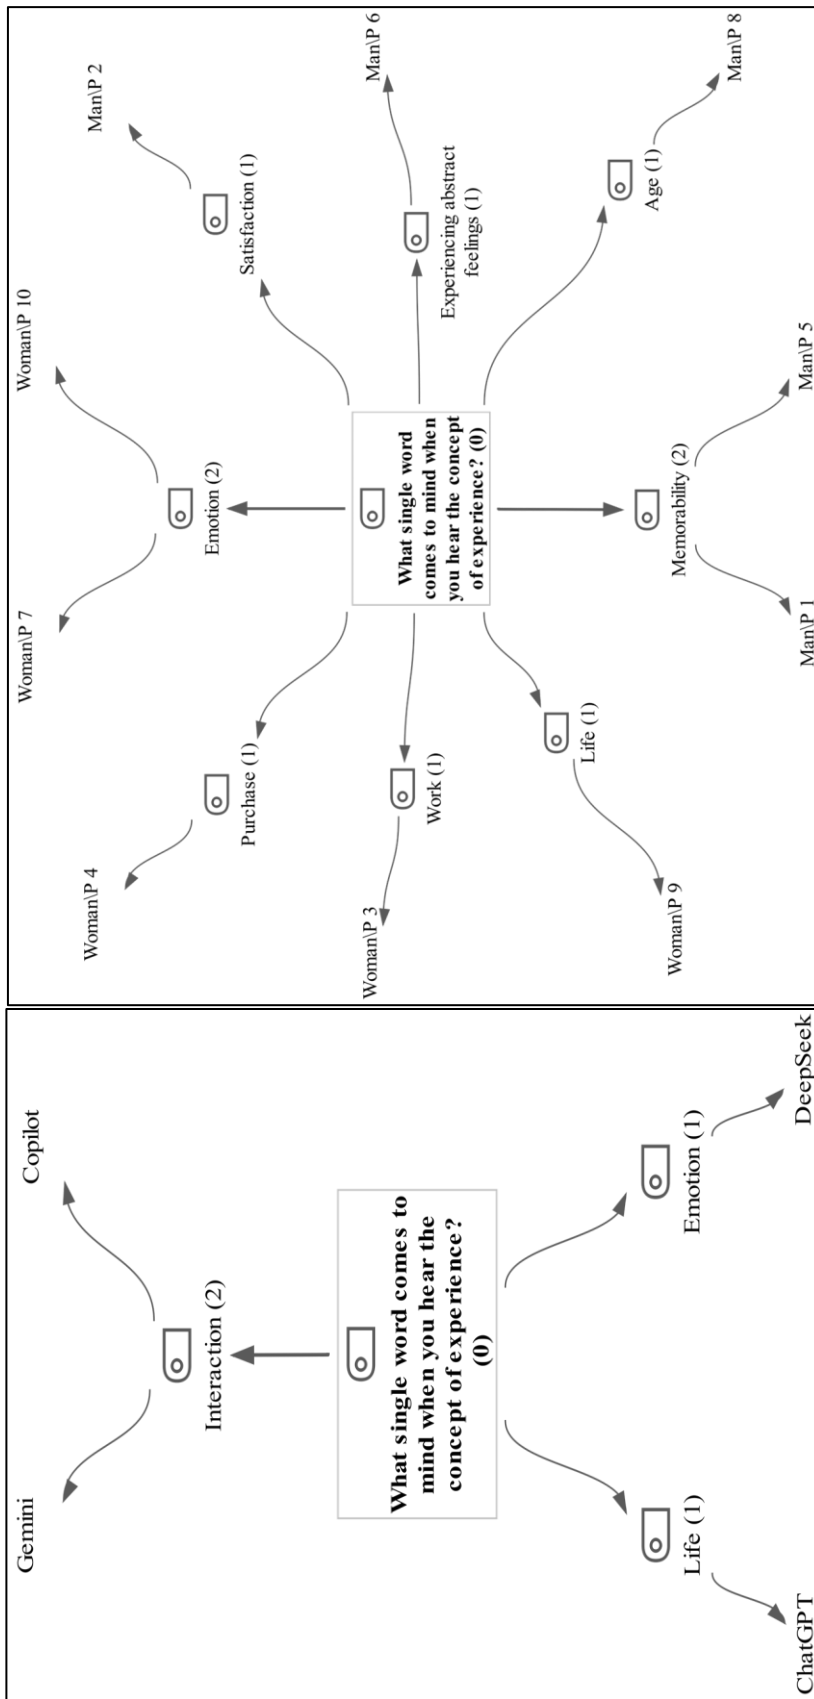 Gemini
Copilot
Interaction (2)
What single word comes to
mind when you hear the
concept of experience?
(0)
Life (1)
Emotion (1)
ChatGPT
DeepSeek
Woman\P 7
Woman\P 10
Woman\P 4
Man\P 2
Emotion (2)
Purchase (1)
Satisfaction (1)
Woman\P 3
Man\P 6
What single word
comes to mind when
you hear the concept
of experience? (0)
Work (1)
Experiencing abstract
feelings (1)
Life (1)
Age (1)
Woman\P 9
Memorability (2)
Man\P 8
Man\P 1
Man\P 5